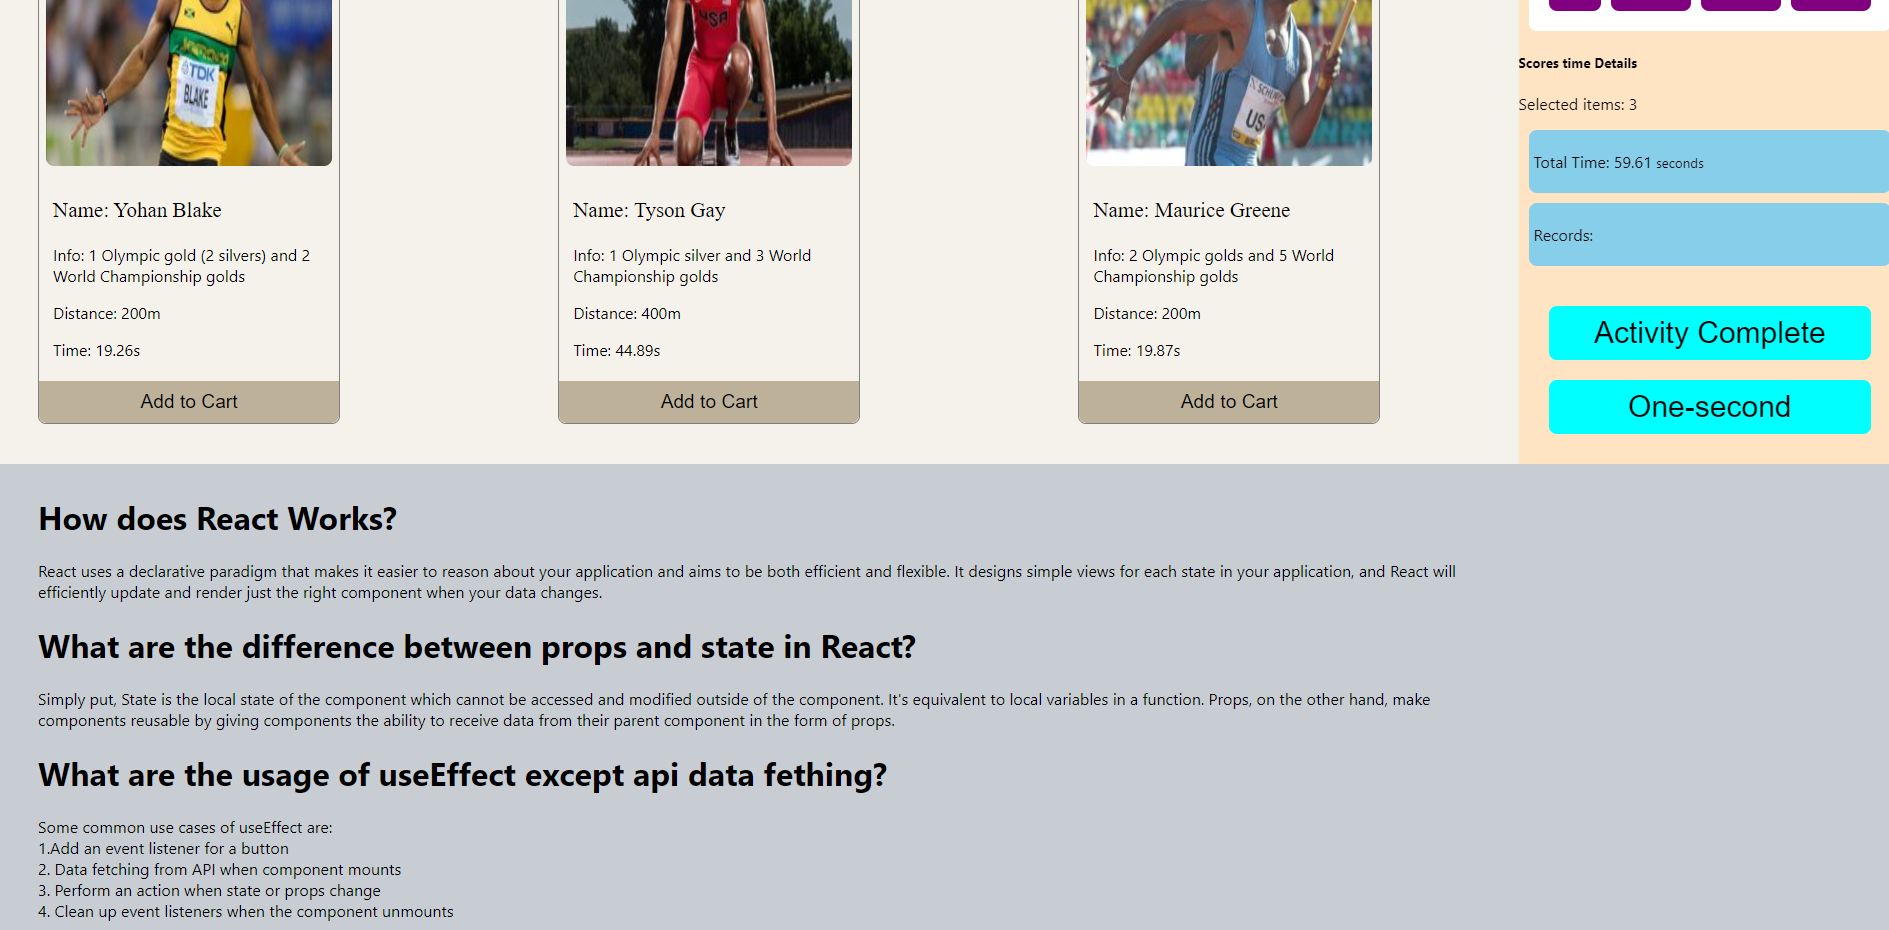 TDK
BLAKE
USA
US
Name: Yohan Blake
Info: 1 Olympic gold (2 silvers) and 2
World Championship golds
Distance: 200m
Time: 19.26s
Add to Cart
Name: Tyson Gay
Info: 1 Olympic silver and 3 World
Championship golds
Distance: 400m
Time: 44.89s
Add to Cart
Name: Maurice Greene
Info: 2 Olympic golds and 5 World
Championship golds
Distance: 200m
Time: 19.87s
Add to Cart
Scores time Details
Selected items: 3
Total Time: 59.61 seconds
Records:
Activity Complete
One-second
How does React Works?
React uses a declarative paradigm that makes it easier to reason about your application and aims to be both efficient and flexible. It designs simple views for each state in your application, and React will
efficiently update and render just the right component when your data changes.
What are the difference between props and state in React?
Simply put, State is the local state of the component which cannot be accessed and modified outside of the component. It's equivalent to local variables in a function. Props, on the other hand, make
components reusable by giving components the ability to receive data from their parent component in the form of props.
What are the usage of useEffect except api data fething?
Some common use cases of useEffect are:
1.Add an event listener for a button
2. Data fetching from API when component mounts
3. Perform an action when state or props change
4. Clean up event listeners when the component unmounts